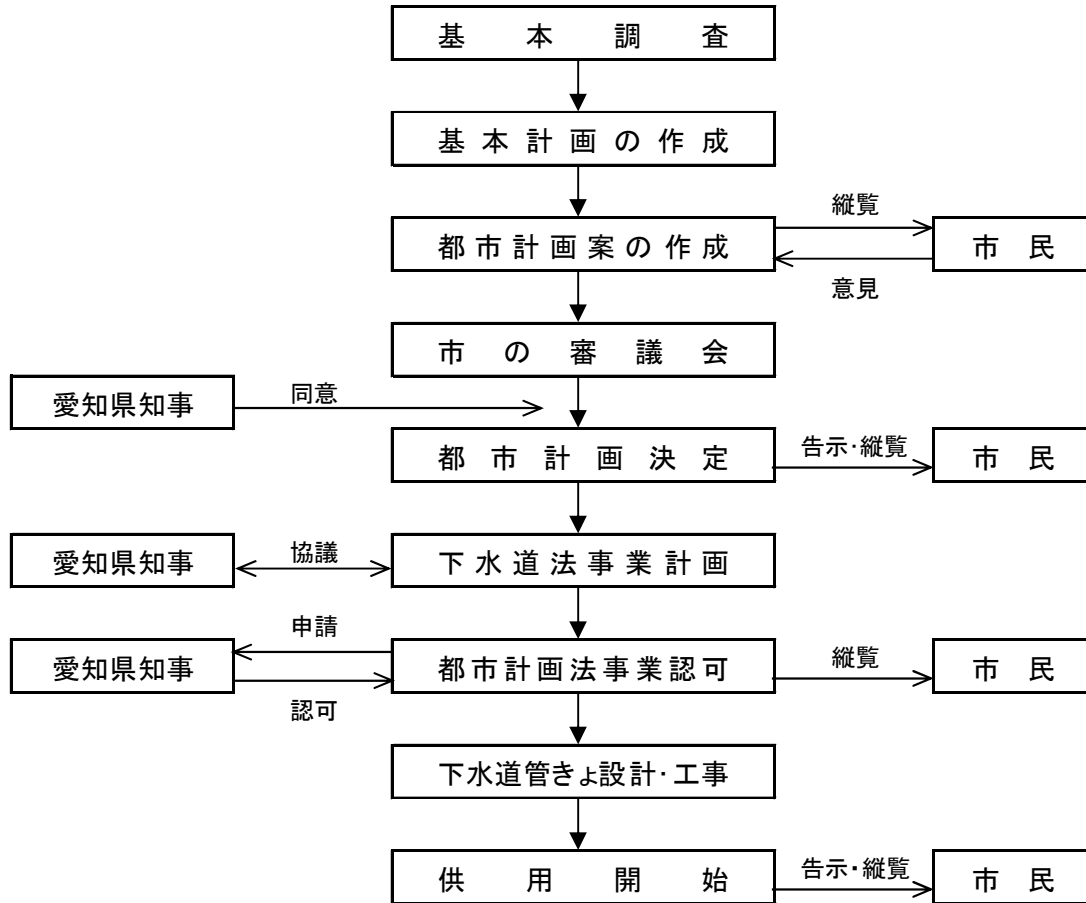 基本調査
基本計画の作成
縦覧
都市計画案の作成
市民
意見
市の審議会
愛知県知事
同意
都市計画決定
告示・縦覧
市民
愛知県知事
協議
下水道法事業計画
申請
愛知県知事
認可
都市計画法事業認可
縦覧
市民
下水道管きょ設計・工事
供用開始
告示・縦覧
市民